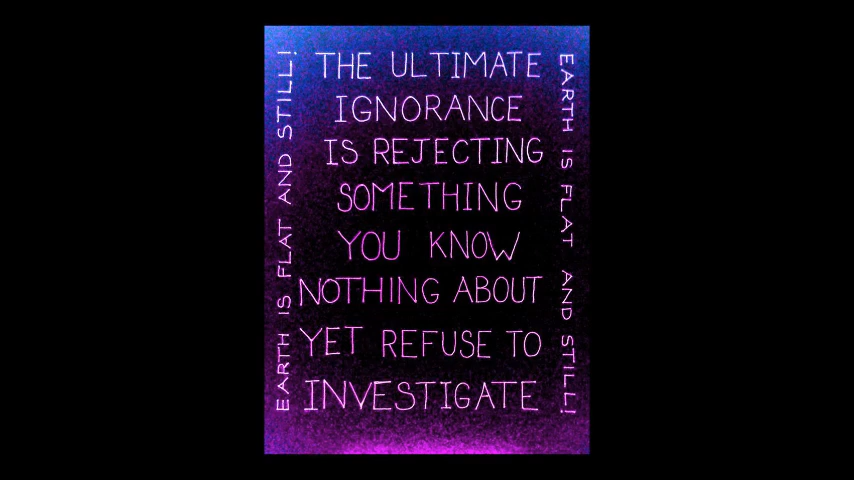 EARTH IS FLAT AND STILL!
THE ULTIMATE
IGNORANCE
IS REJECTING
SOMETHING
YOU KNOW
NOTHING ABOUT
YET REFUSE TO
INVESTIGATE
EARTH IS FLAT AND STILL!